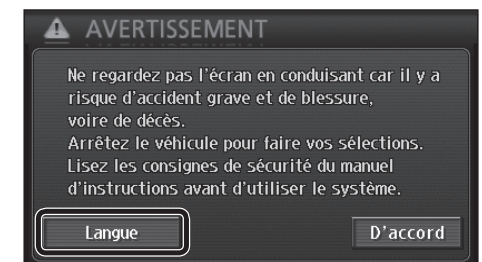 AVERTISSEMENT
Ne regardez pas l'écran en conduisant car il y a
risque d'accident grave et de blessure,
voire de décès.
Arrêtez le véhicule pour faire vos sélections.
Lisez les consignes de sécurité du manuel
d'instructions avant d'utiliser le système.
Langue D'accord